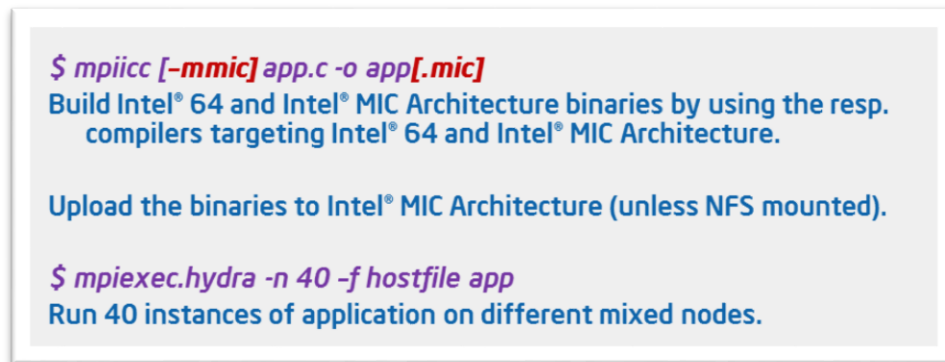 $ mpiicc [–mmic] app.c -o app[.mic]
Build Intel® 64 and Intel® MIC Architecture binaries by using the resp.
compilers targeting Intel® 64 and Intel® MIC Architecture.
Upload the binaries to Intel® MIC Architecture (unless NFS mounted).
$ mpiexec.hydra -n 40 –f hostfile app
Run 40 instances of application on different mixed nodes.